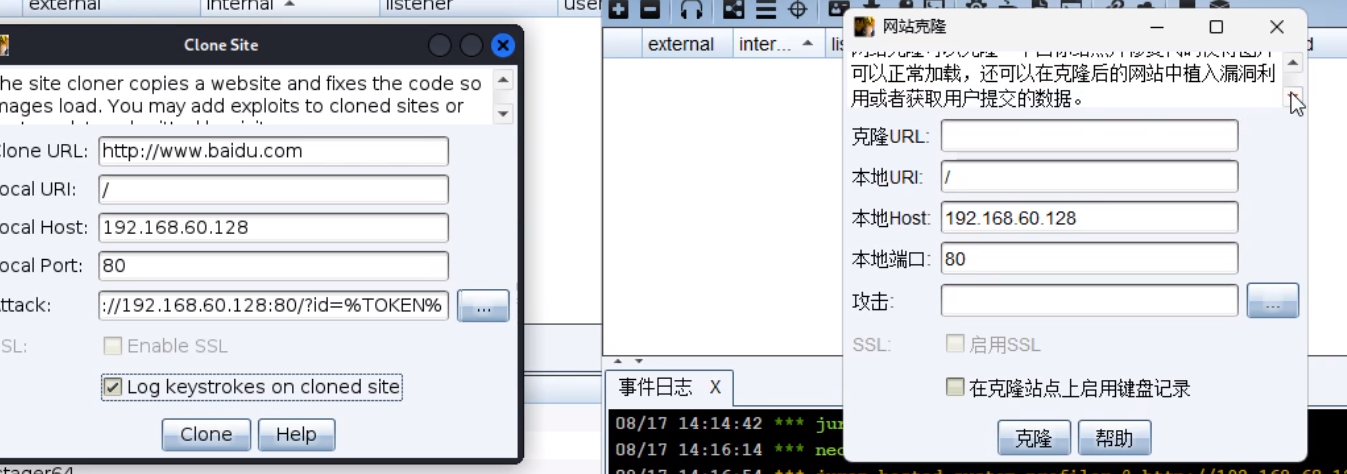 external internal listener user
Clone Site
he site cloner copies a website and fixes the code so
mages load. You may add exploits to cloned sites or
Clone URL: http://www.baidu.com
ocal URI: /
ocal Host: 192.168.60.128
ocal Port: 80
Attack: ://192.168.60.128:80/?id=%TOKEN% ...
SL: Enable SSL
Log keystrokes on cloned site
Clone Help
stager64
external inter...
网站克隆
可以正常加载，还可以在克隆后的网站中植入漏洞利
用或者获取用户提交的数据。
克隆URL:
本地URI: /
本地Host: 192.168.60.128
本地端口: 80
攻击: ...
SSL: 启用SSL
在克隆站点上启用键盘记录
克隆 帮助
事件日志 X
08/17 14:14:42 ***
08/17 14:16:14 ***